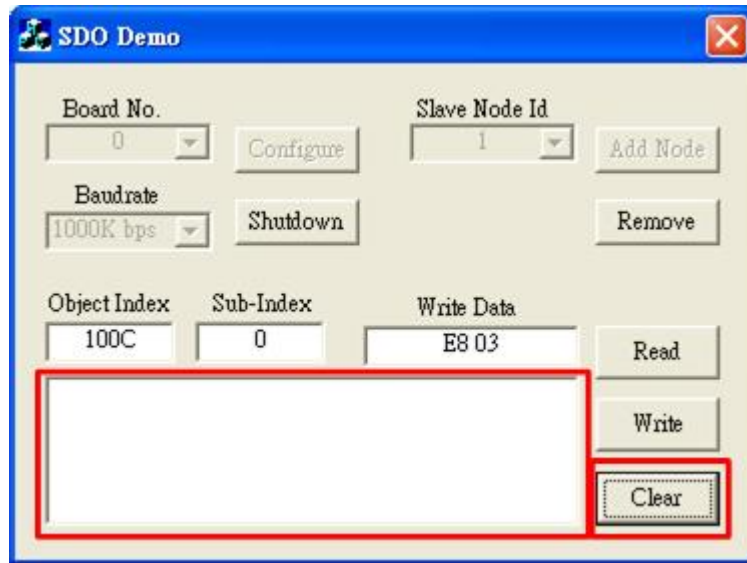 SDO Demo
Board No.
Slave Node Id
0
Configure
1
Add Node
Baudrate
1000K bps
Shutdown
Remove
Object Index
Sub-Index
Write Data
100C
0
E8 03
Read
Write
Clear